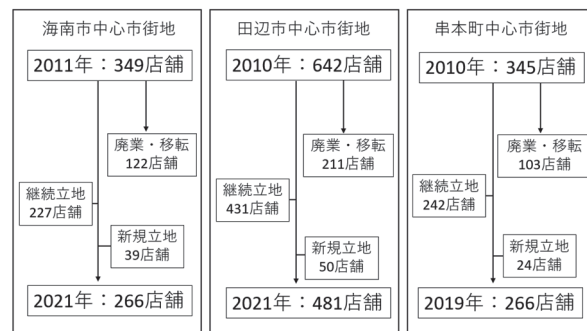 海南市中心市街地
2011年：349店舗
廃業・移転
122店舗
継続立地
227店舗
新規立地
39店舗
2021年：266店舗
田辺市中心市街地
2010年：642店舗
廃業・移転
211店舗
継続立地
431店舗
新規立地
50店舗
2021年：481店舗
串本町中心市街地
2010年：345店舗
廃業・移転
103店舗
継続立地
242店舗
新規立地
24店舗
2019年：266店舗